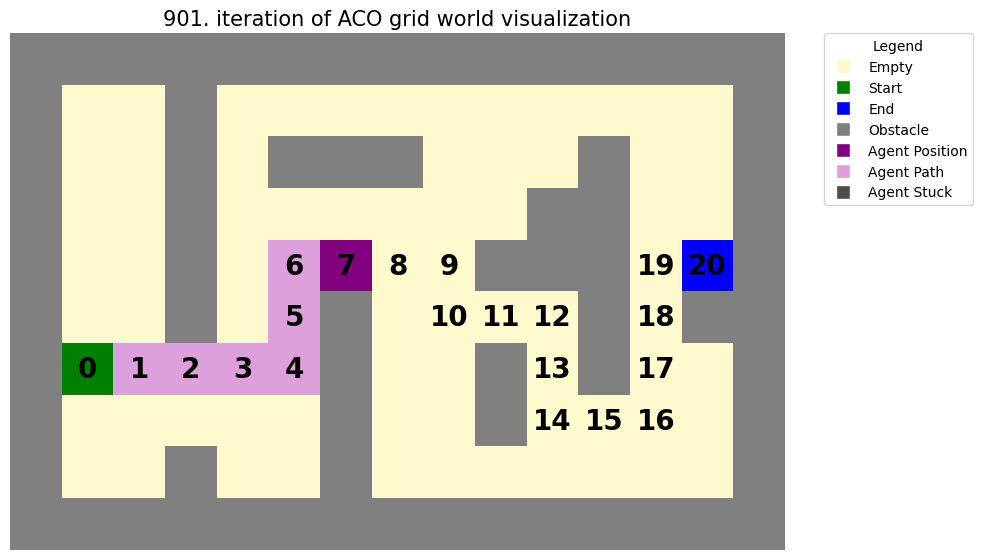 901. iteration of ACO grid world visualization
Legend
Empty
Start
End
Obstacle
Agent Position
Agent Path
Agent Stuck
6 7 8 9 19 20
5 10 11 12 18
0 1 2 3 4 13 17
14 15 16